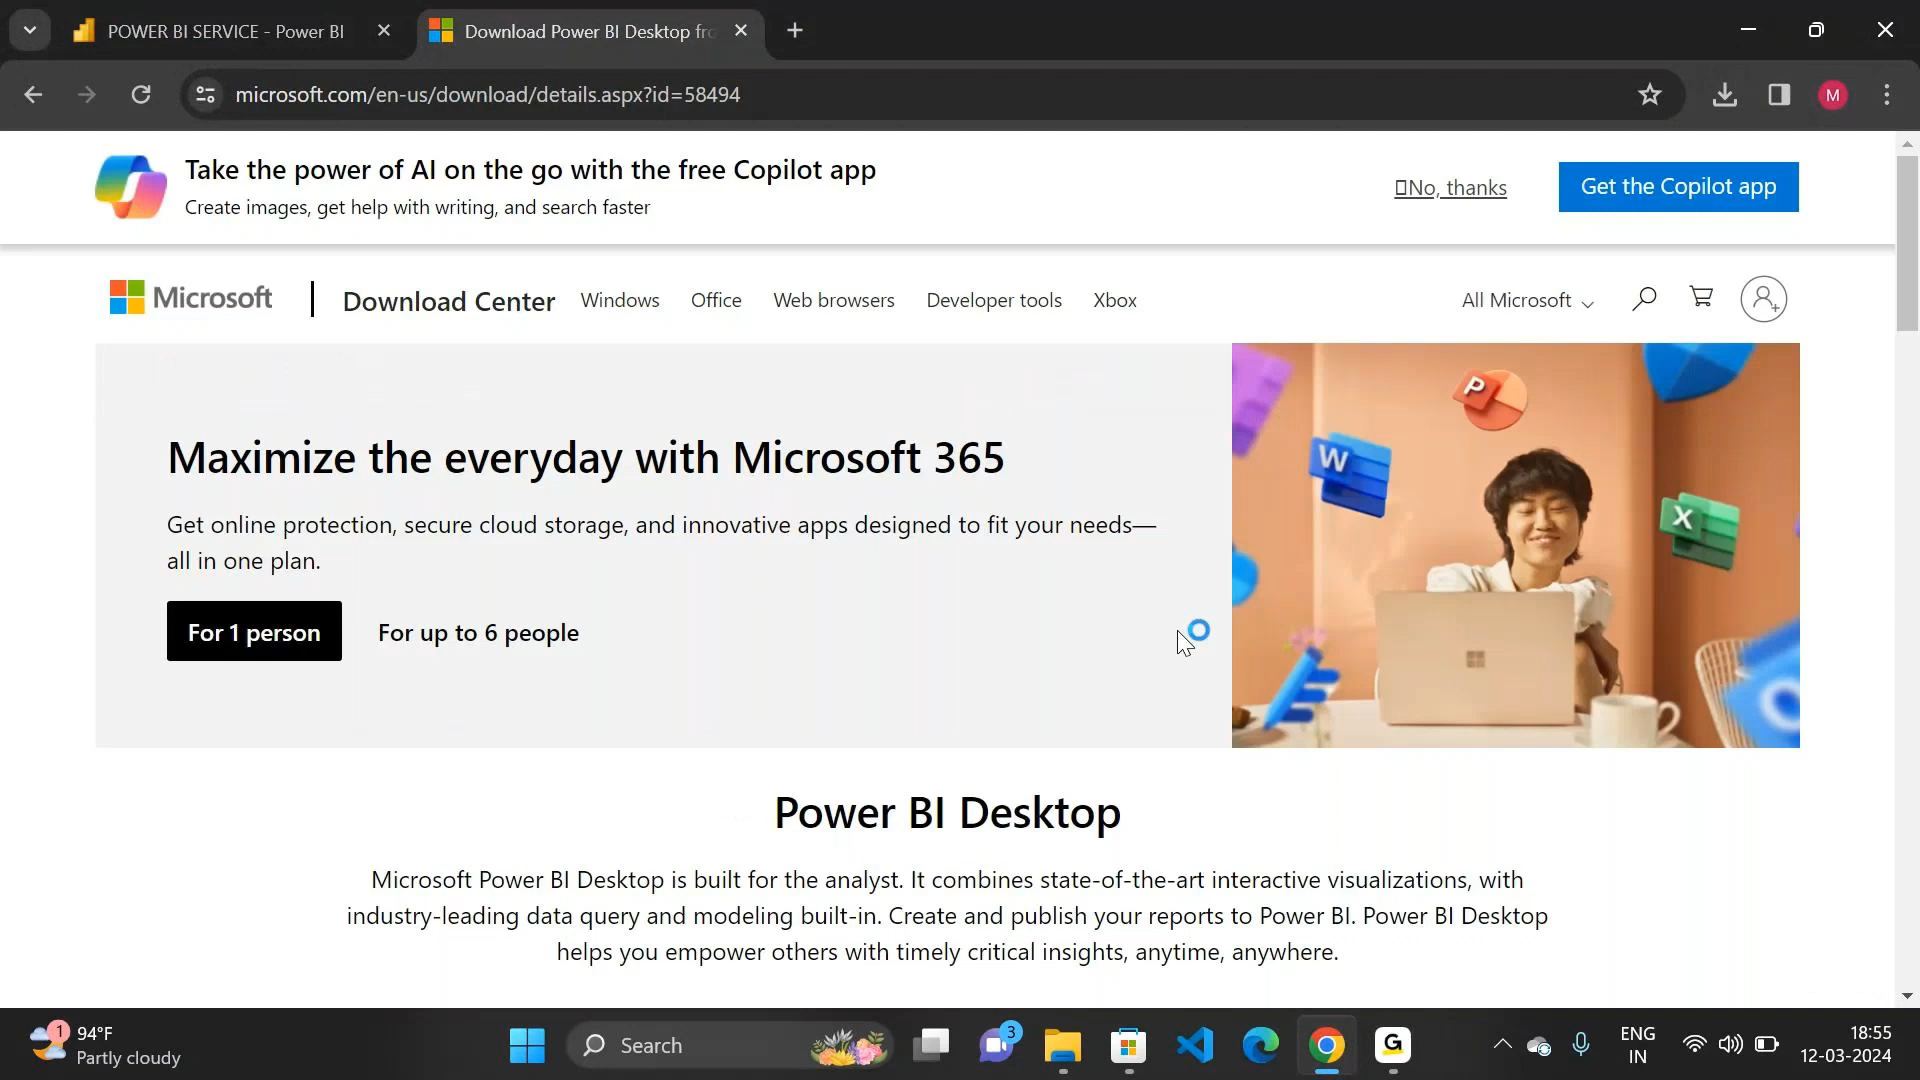 POWER BI SERVICE - Power BI
Download Power BI Desktop fro
microsoft.com/en-us/download/details.aspx?id=58494
M
Take the power of AI on the go with the free Copilot app
Create images, get help with writing, and search faster
No, thanks
Get the Copilot app
Microsoft
Download Center
Windows
Office
Web browsers
Developer tools
Xbox
All Microsoft
P
W
X
Maximize the everyday with Microsoft 365
Get online protection, secure cloud storage, and innovative apps designed to fit your needs—
all in one plan.
For 1 person
For up to 6 people
Power BI Desktop
Microsoft Power BI Desktop is built for the analyst. It combines state-of-the-art interactive visualizations, with
industry-leading data query and modeling built-in. Create and publish your reports to Power BI. Power BI Desktop
helps you empower others with timely critical insights, anytime, anywhere.
1
94°F
Partly cloudy
Search
3
G
ENG
IN
18:55
12-03-2024